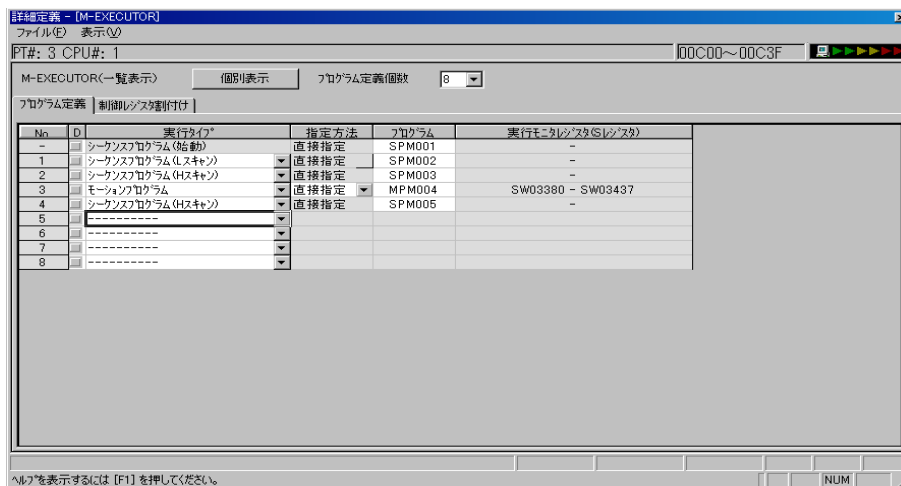 詳細定義 - [M-EXECUTOR]
ファイル(F) 表示(V)
PT#: 3 CPU#: 1 00C00～00C3F
M-EXECUTOR(一覧表示) 個別表示 プログラム定義個数 8
プログラム定義 制御レジスタ割付け
No D 実行タイプ 指定方法 プログラム 実行モニタレジスタ(Sレジスタ)
- シーケンスプログラム(始動) 直接指定 SPM001 -
1 シーケンスプログラム(Lスキャン) 直接指定 SPM002 -
2 シーケンスプログラム(Hスキャン) 直接指定 SPM003 -
3 モーションプログラム 直接指定 MPM004 SW03380 - SW03437
4 シーケンスプログラム(Hスキャン) 直接指定 SPM005 -
5 ----------
6 ----------
7 ----------
8 ----------
ヘルプを表示するには [F1] を押してください。 NUM